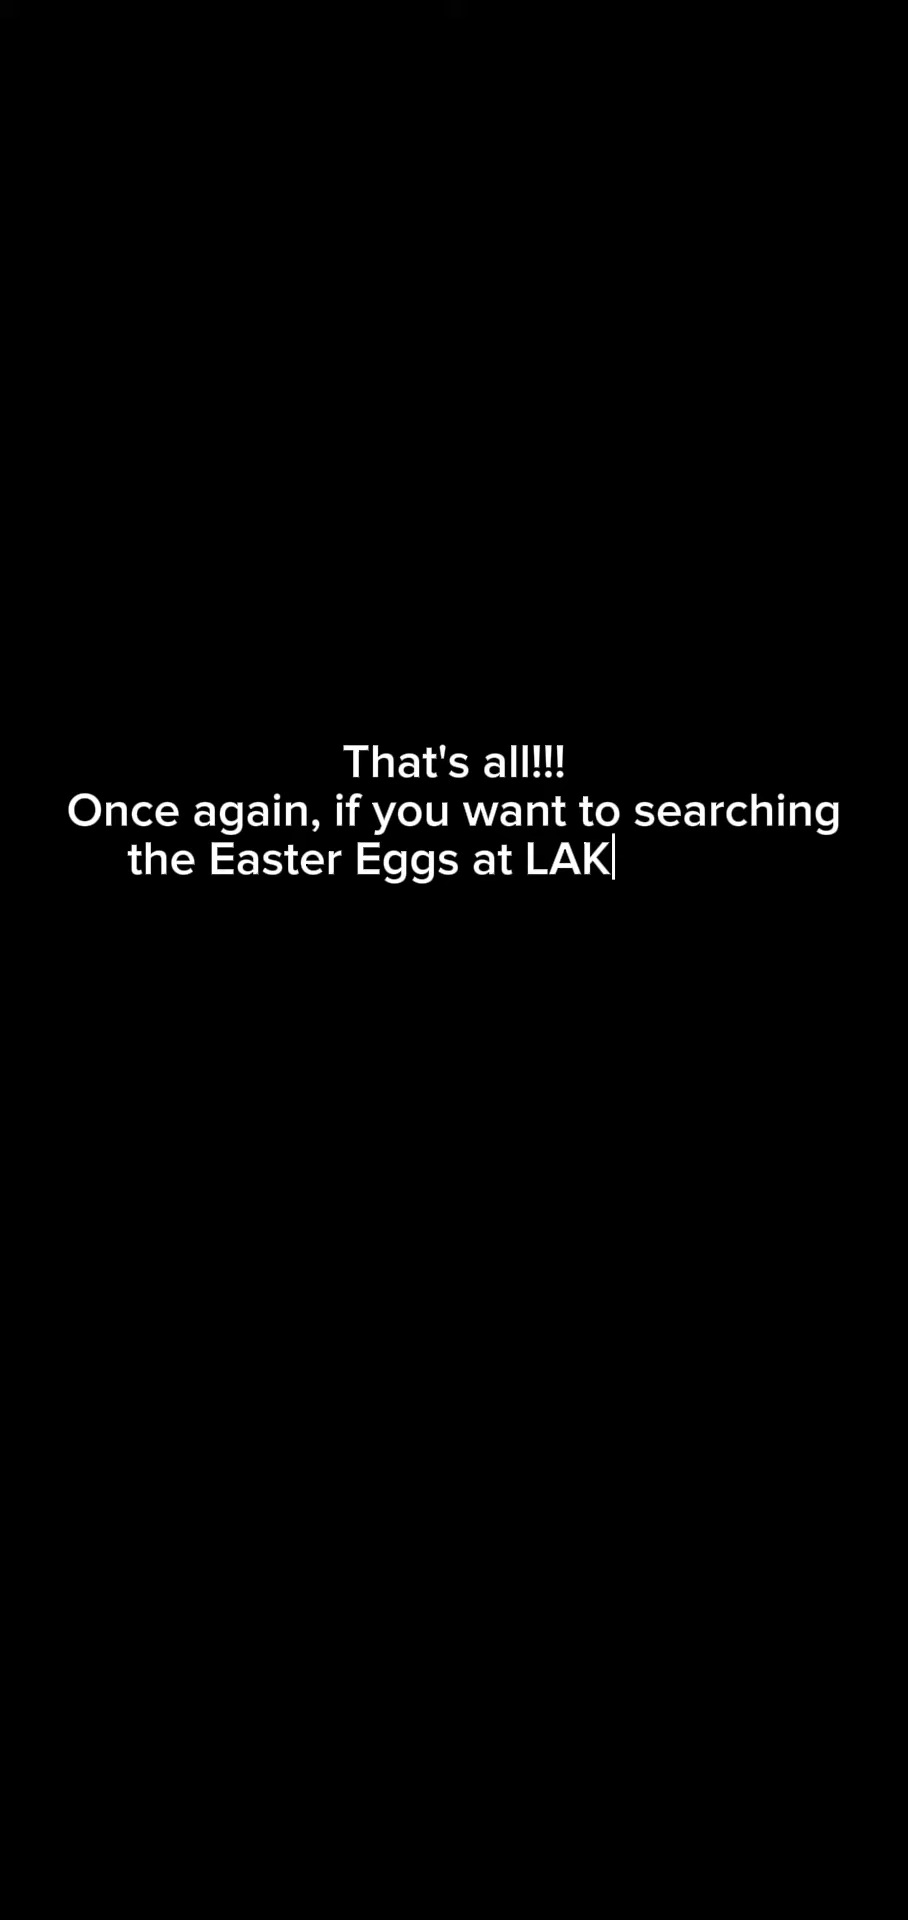 That's all!!!
Once again, if you want to searching
the Easter Eggs at LAK